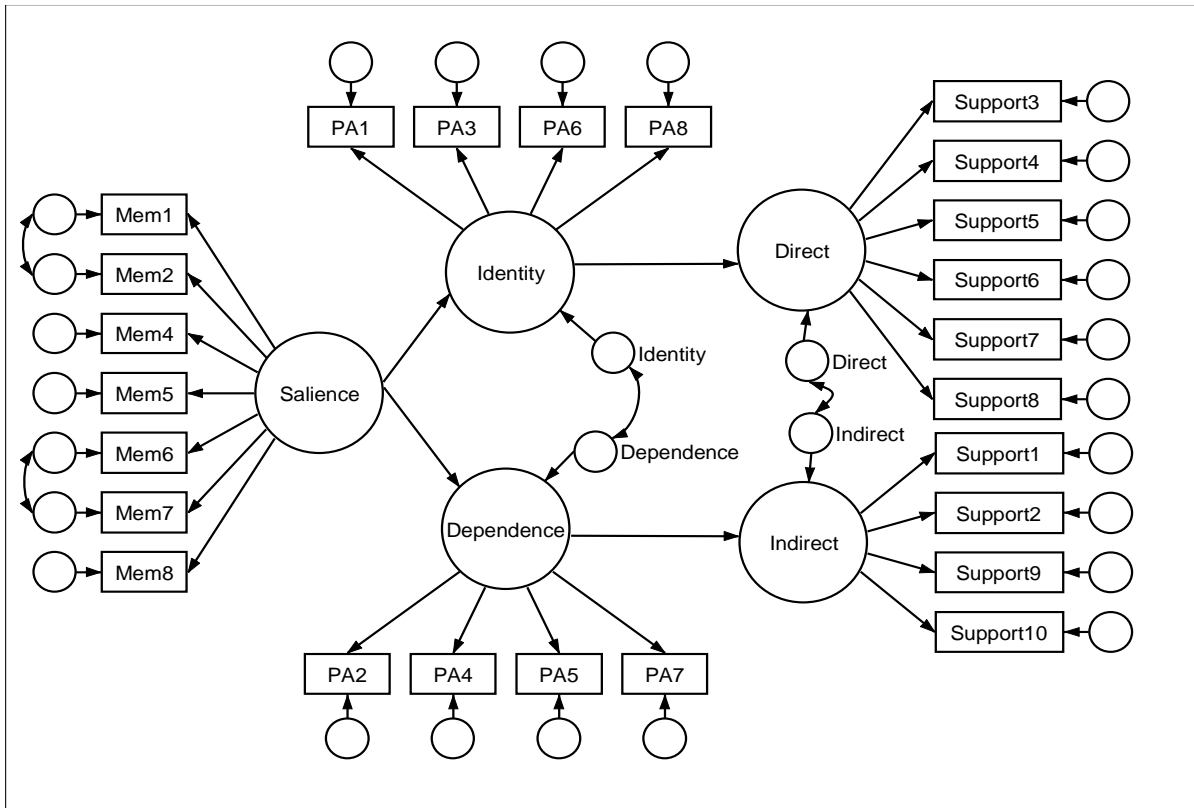 PA1
PA3
PA6
PA8
Support3
Support4
Support5
Support6
Support7
Support8
Mem1
Mem2
Mem4
Mem5
Mem6
Mem7
Mem8
Salience
Identity
Direct
Identity
Dependence
Direct
Indirect
Dependence
Indirect
Support1
Support2
Support9
Support10
PA2
PA4
PA5
PA7